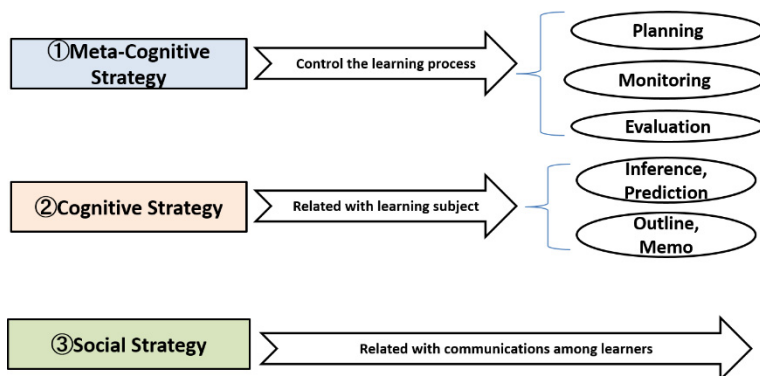 ①Meta-Cognitive
Strategy
Control the learning process
Planning
Monitoring
Evaluation
②Cognitive Strategy
Related with learning subject
Inference,
Prediction
Outline,
Memo
③Social Strategy
Related with communications among learners